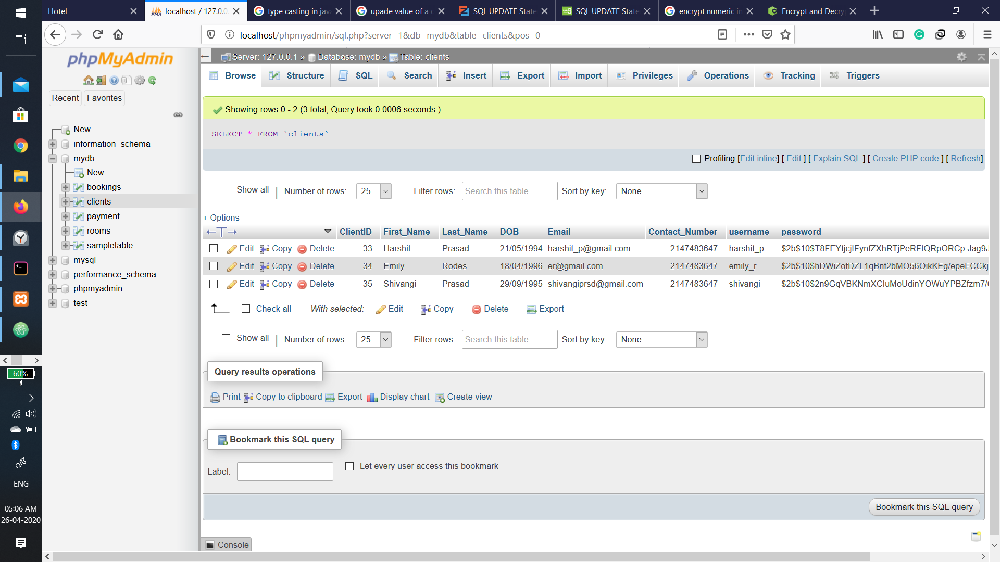 Hotel
localhost / 127.0.0.
type casting in jav
upade value of a c
SQL UPDATE State
SQL UPDATE State
encrypt numeric in
Encrypt and Decry
localhost/phpmyadmin/sql.php?server=1&db=mydb&table=clients&pos=0
phpMyAdmin
Recent Favorites
New
information_schema
mydb
New
bookings
clients
payment
rooms
sampletable
mysql
performance_schema
phpmyadmin
test
Server: 127.0.0.1 » Database: mydb » Table: clients
Browse Structure SQL Search Insert Export Import Privileges Operations Tracking Triggers
Showing rows 0 - 2 (3 total, Query took 0.0006 seconds.)
SELECT * FROM `clients`
Profiling [Edit inline] [ Edit ] [ Explain SQL ] [ Create PHP code ] [ Refresh]
Show all | Number of rows: 25 Filter rows: Search this table Sort by key: None
+ Options
ClientID First_Name Last_Name DOB Email Contact_Number username password
Edit Copy Delete 33 Harshit Prasad 21/05/1994 harshit_p@gmail.com 2147483647 harshit_p
Edit Copy Delete 34 Emily Rodes 18/04/1996 er@gmail.com 2147483647 emily_r
Edit Copy Delete 35 Shivangi Prasad 29/09/1995 shivangiprsd@gmail.com 2147483647 shivangi
Check all With selected: Edit Copy Delete Export
Show all | Number of rows: 25 Filter rows: Search this table Sort by key: None
Query results operations
Print Copy to clipboard Export Display chart Create view
Bookmark this SQL query
Label: Let every user access this bookmark
Bookmark this SQL query
Console
60%
ENG
05:06 AM
26-04-2020